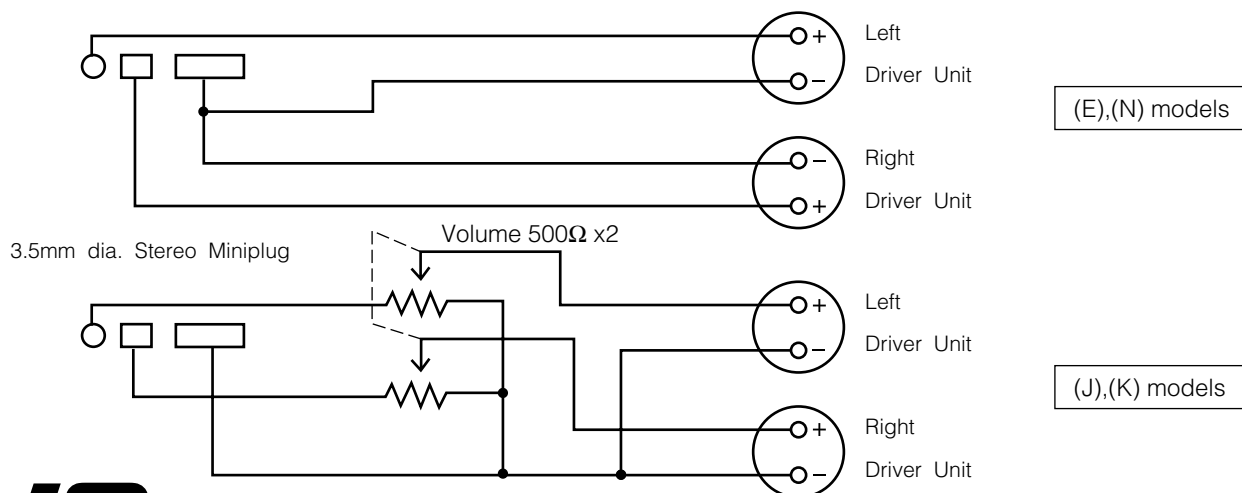 + Left
− Driver Unit
(E),(N) models
− Right
+ Driver Unit
3.5mm dia. Stereo Miniplug
Volume 500Ω x2
+ Left
− Driver Unit
(J),(K) models
+ Right
− Driver Unit